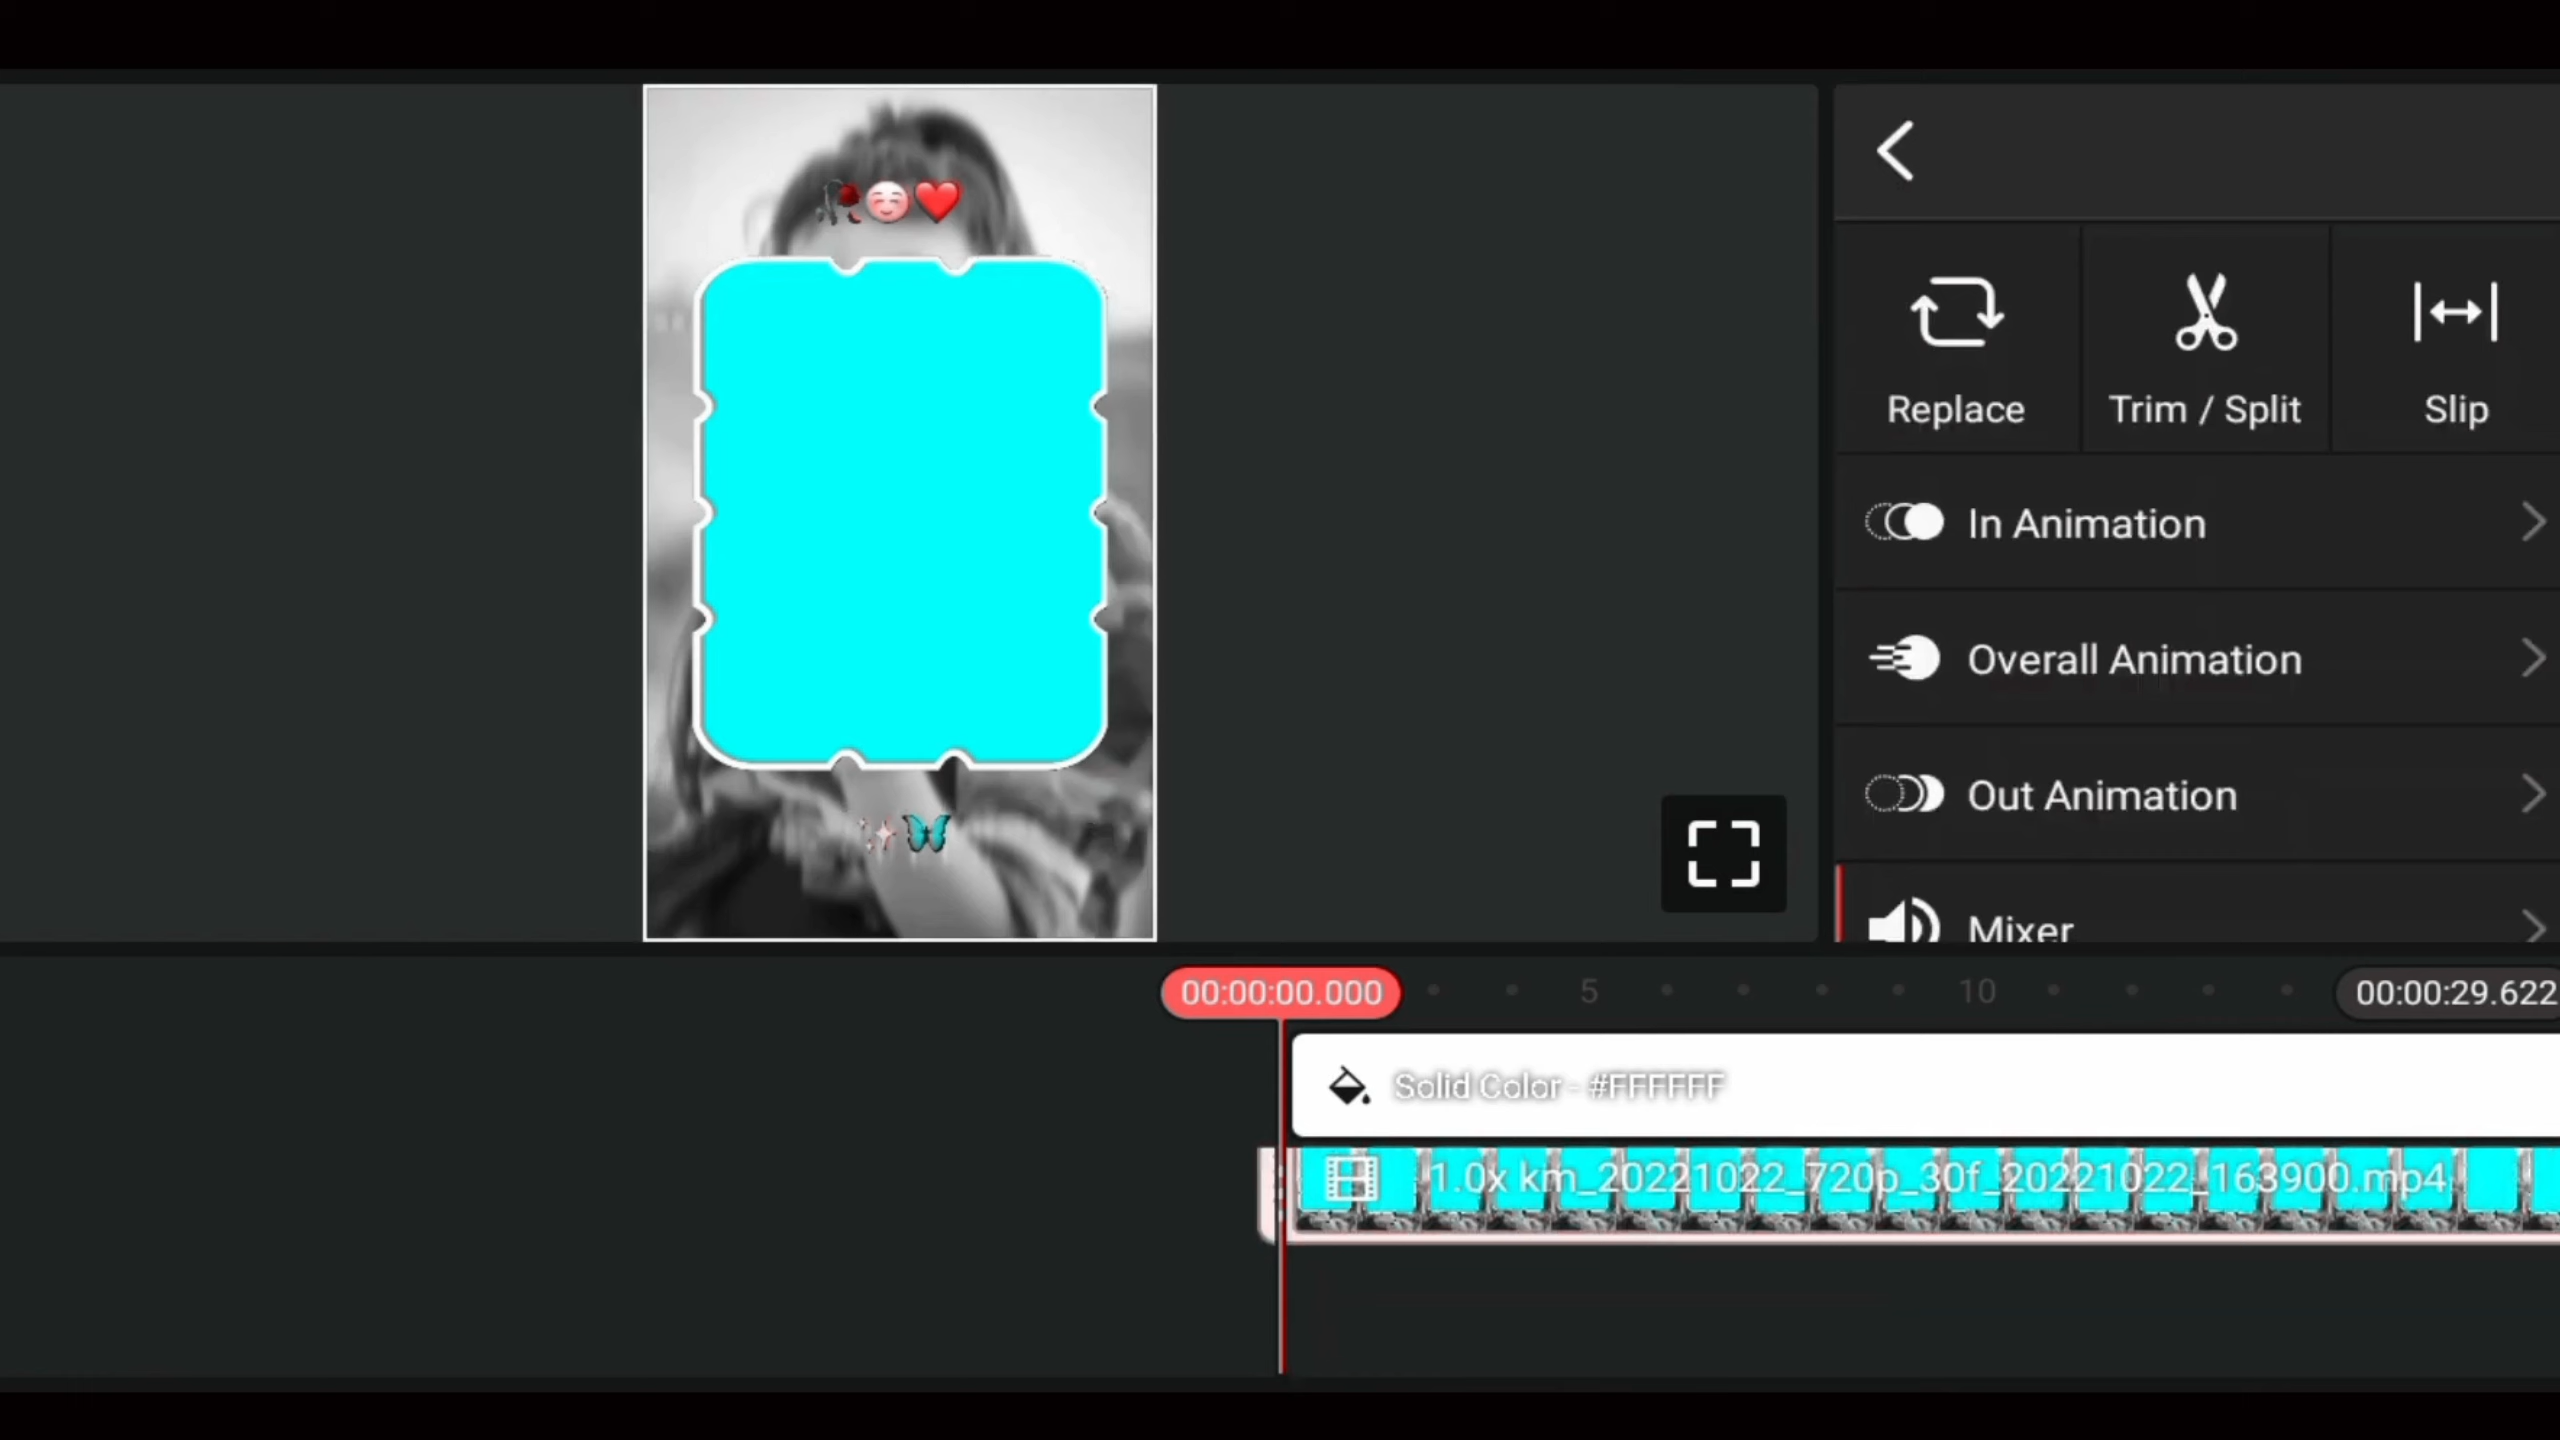 🥀☺️❤️
✨🦋
Replace
Trim / Split
Slip
In Animation
Overall Animation
Out Animation
Mixer
00:00:00.000
5
10
00:00:29.622
Solid Color - #FFFFFF
1.0x km_20221022_720p_30f_20221022_163900.mp4